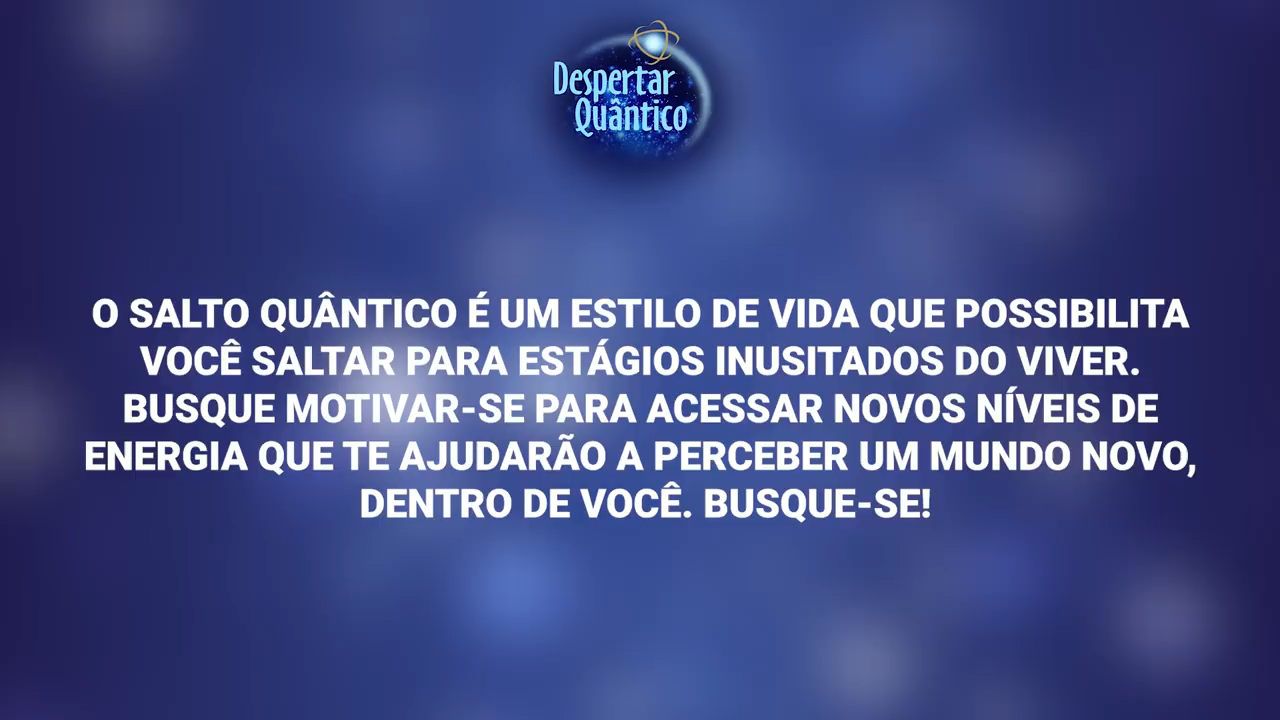 Despertar
Quântico
O SALTO QUÂNTICO É UM ESTILO DE VIDA QUE POSSIBILITA
VOCÊ SALTAR PARA ESTÁGIOS INUSITADOS DO VIVER.
BUSQUE MOTIVAR-SE PARA ACESSAR NOVOS NÍVEIS DE
ENERGIA QUE TE AJUDARÃO A PERCEBER UM MUNDO NOVO,
DENTRO DE VOCÊ. BUSQUE-SE!